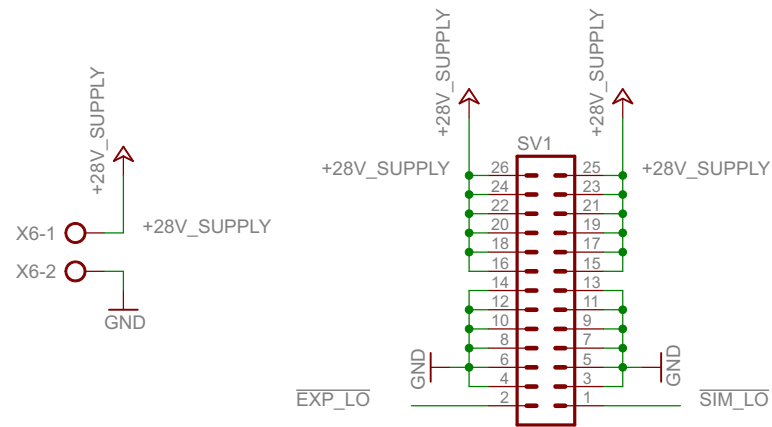 +28V_SUPPLY
+28V_SUPPLY
X6-1
X6-2
GND
+28V_SUPPLY
+28V_SUPPLY
SV1
+28V_SUPPLY
+28V_SUPPLY
26 25
24 23
22 21
20 19
18 17
16 15
14 13
12 11
10 9
8 7
6 5
4 3
2 1
GND
GND
EXP_LO
SIM_LO